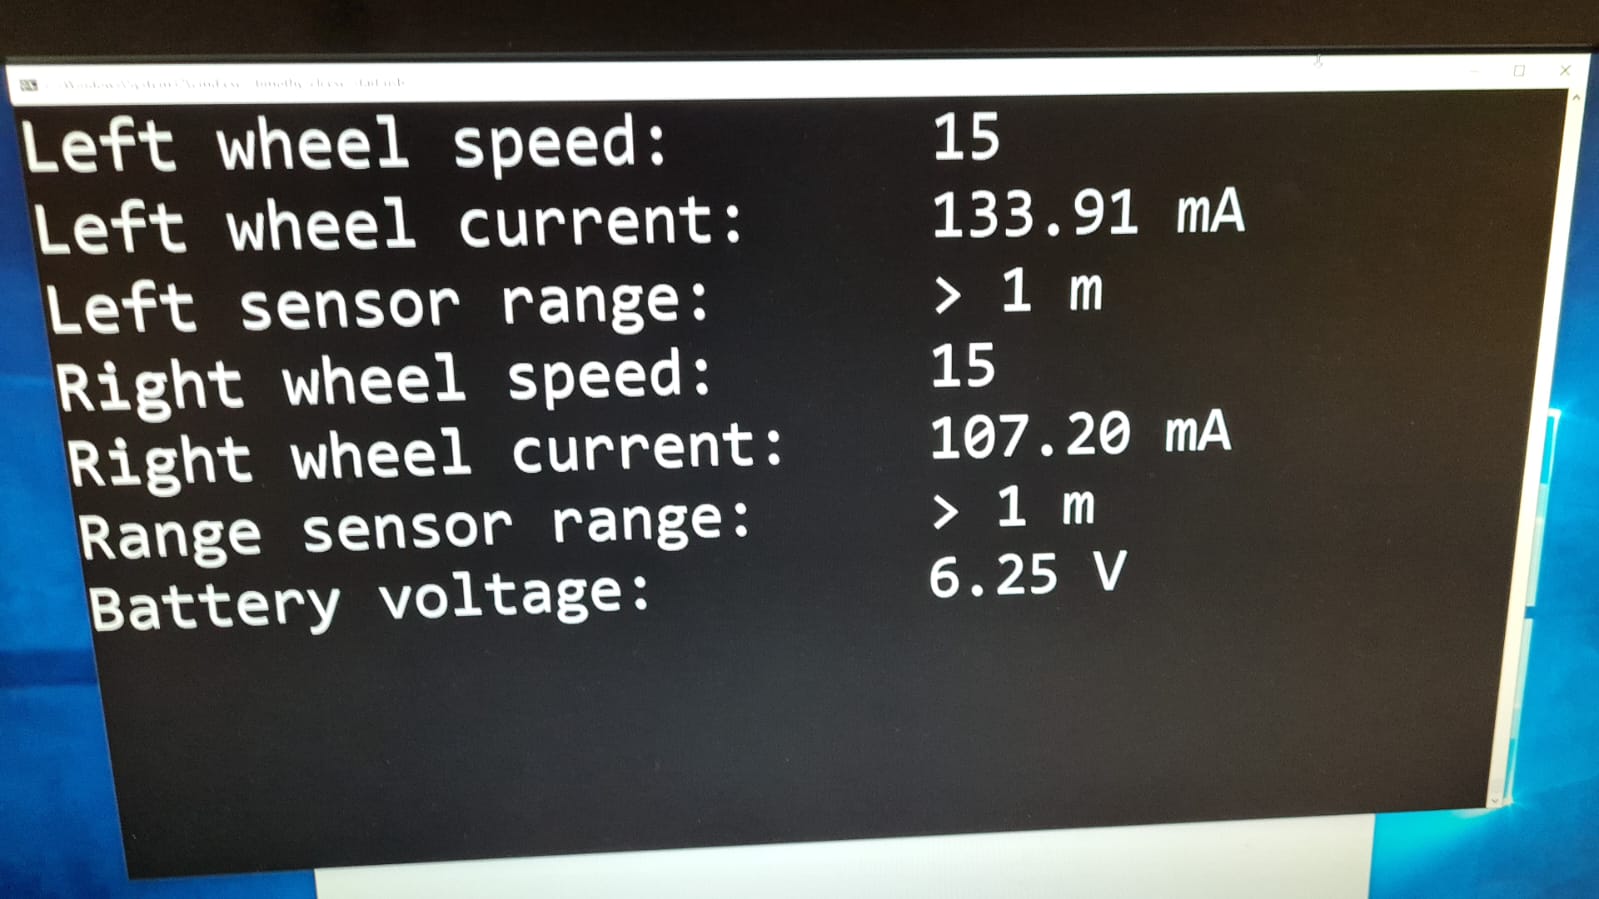 Left wheel speed: 15
Left wheel current: 133.91 mA
Left sensor range: > 1 m
Right wheel speed: 15
Right wheel current: 107.20 mA
Range sensor range: > 1 m
Battery voltage: 6.25 V